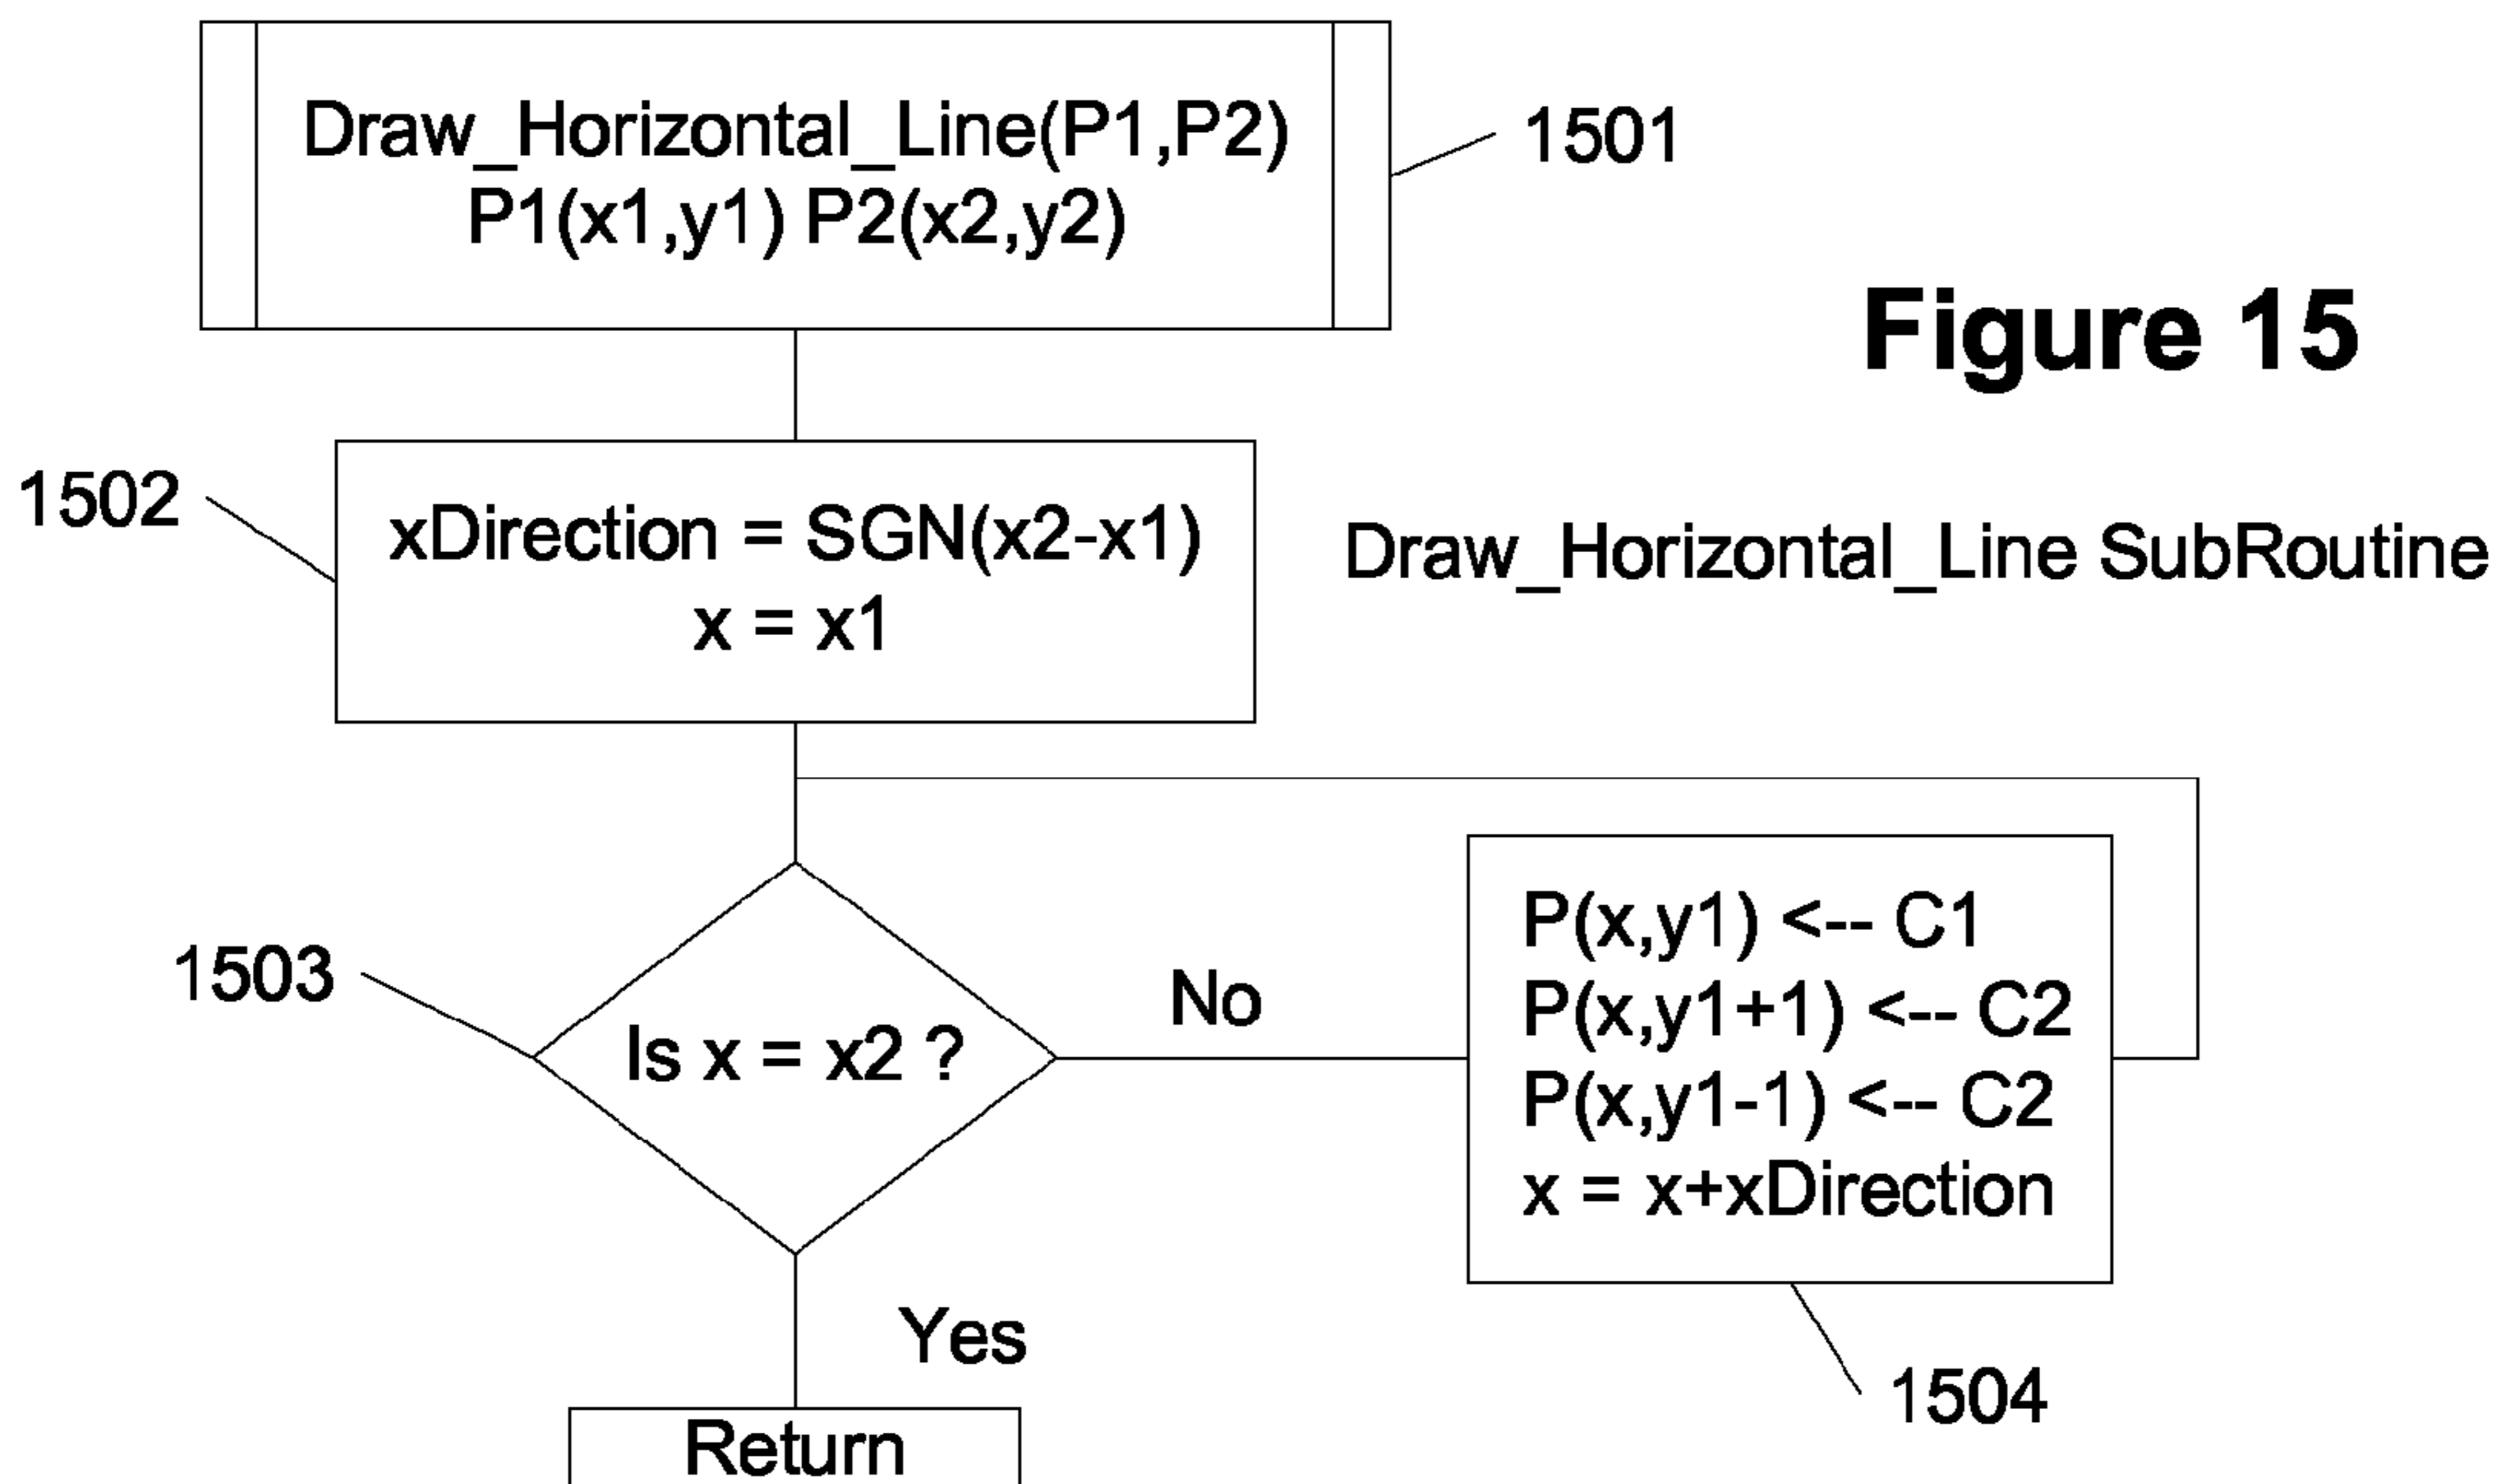 Draw_Horizontal_Line(P1,P2)
P1(x1,y1) P2(x2,y2)
1501
Figure 15
1502
xDirection = SGN(x2-x1)
x = x1
Draw_Horizontal_Line SubRoutine
1503
Is x = x2 ?
No
P(x,y1) <-- C1
P(x,y1+1) <-- C2
P(x,y1-1) <-- C2
x = x+xDirection
Yes
1504
Return